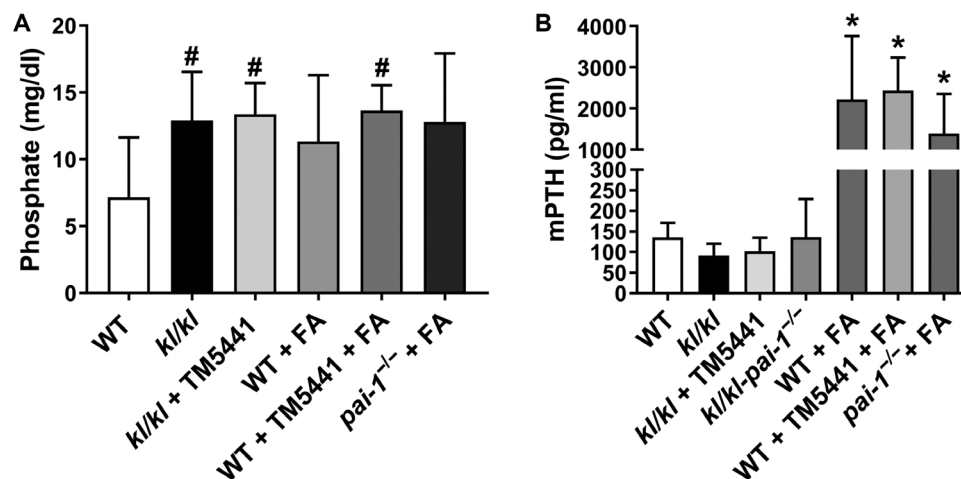 A
Phosphate (mg/dl)
20
15
10
5
0
#
#
#
WT
kl/kl
kl/kl + TM5441
WT + FA
WT + TM5441 + FA
pai-1⁻/⁻ + FA
B
mPTH (pg/ml)
4000
3000
2000
1000
300
250
200
150
100
50
0
*
*
*
WT
kl/kl
kl/kl + TM5441
kl/kl-pai-1⁻/⁻
WT + FA
WT + TM5441 + FA
pai-1⁻/⁻ + FA